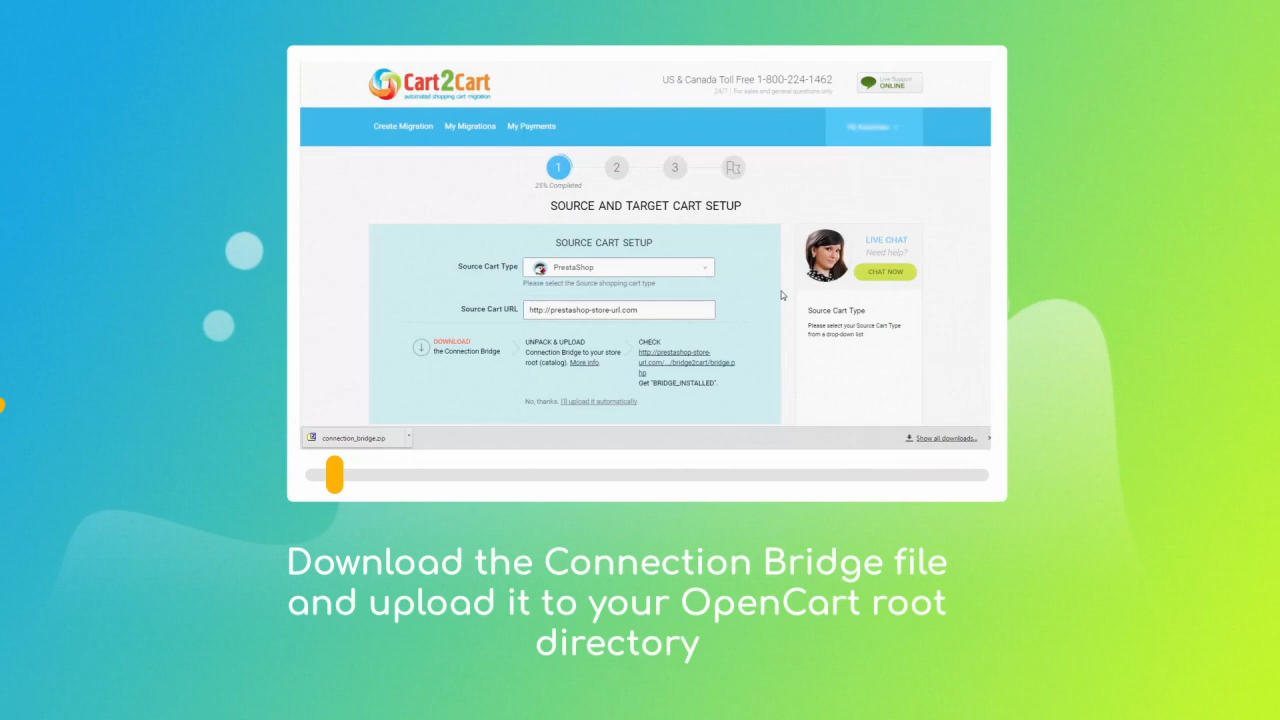 Cart2Cart
automated shopping cart migration
US & Canada Toll Free 1-800-224-1462
24/7 | For sales and general questions only
Live Support
ONLINE
Create Migration My Migrations My Payments
1 2 3
25% Completed
SOURCE AND TARGET CART SETUP
SOURCE CART SETUP
Source Cart Type PrestaShop
Please select the Source shopping cart type
Source Cart URL http://prestashop-store-url.com
DOWNLOAD
the Connection Bridge
UNPACK & UPLOAD
Connection Bridge to your store
root (catalog). More info.
CHECK
http://prestashop-store-
url.com/.../bridge2cart/bridge.p
hp
Get "BRIDGE_INSTALLED".
No, thanks. I'll upload it automatically
LIVE CHAT
Need help?
CHAT NOW
Source Cart Type
Please select your Source Cart Type
from a drop-down list
connection_bridge.zip
Show all downloads...
Download the Connection Bridge file
and upload it to your OpenCart root
directory